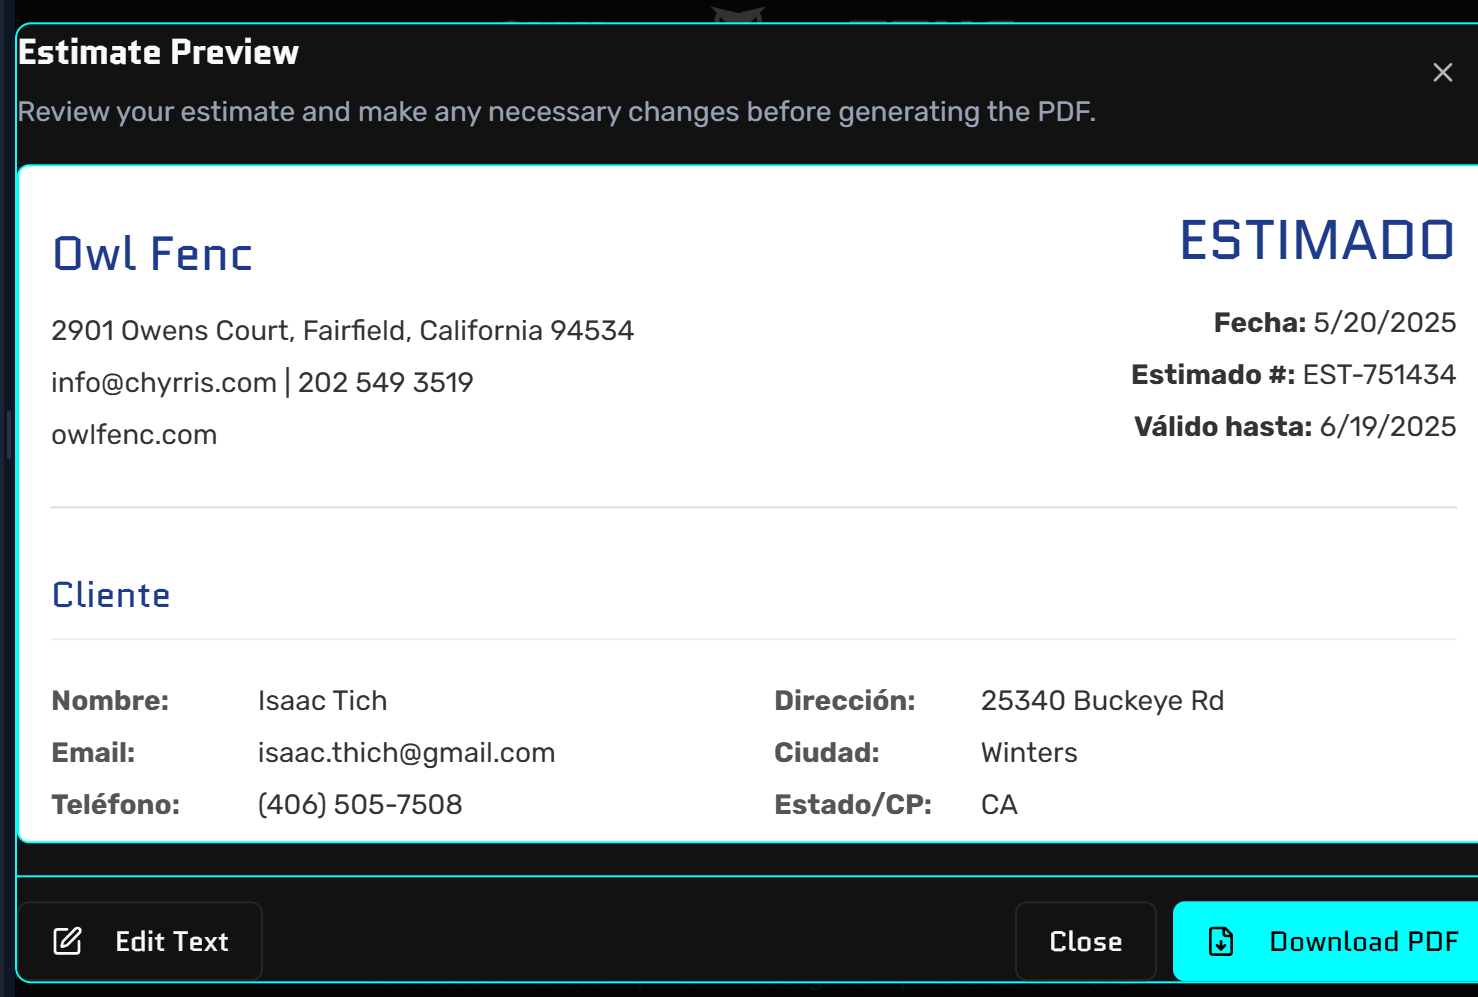 Estimate Preview
Review your estimate and make any necessary changes before generating the PDF.
Owl Fenc
ESTIMADO
2901 Owens Court, Fairfield, California 94534
info@chyrris.com | 202 549 3519
owlfenc.com
Fecha: 5/20/2025
Estimado #: EST-751434
Válido hasta: 6/19/2025
Cliente
Nombre: Isaac Tich
Email: isaac.thich@gmail.com
Teléfono: (406) 505-7508
Dirección: 25340 Buckeye Rd
Ciudad: Winters
Estado/CP: CA
Edit Text
Close
Download PDF